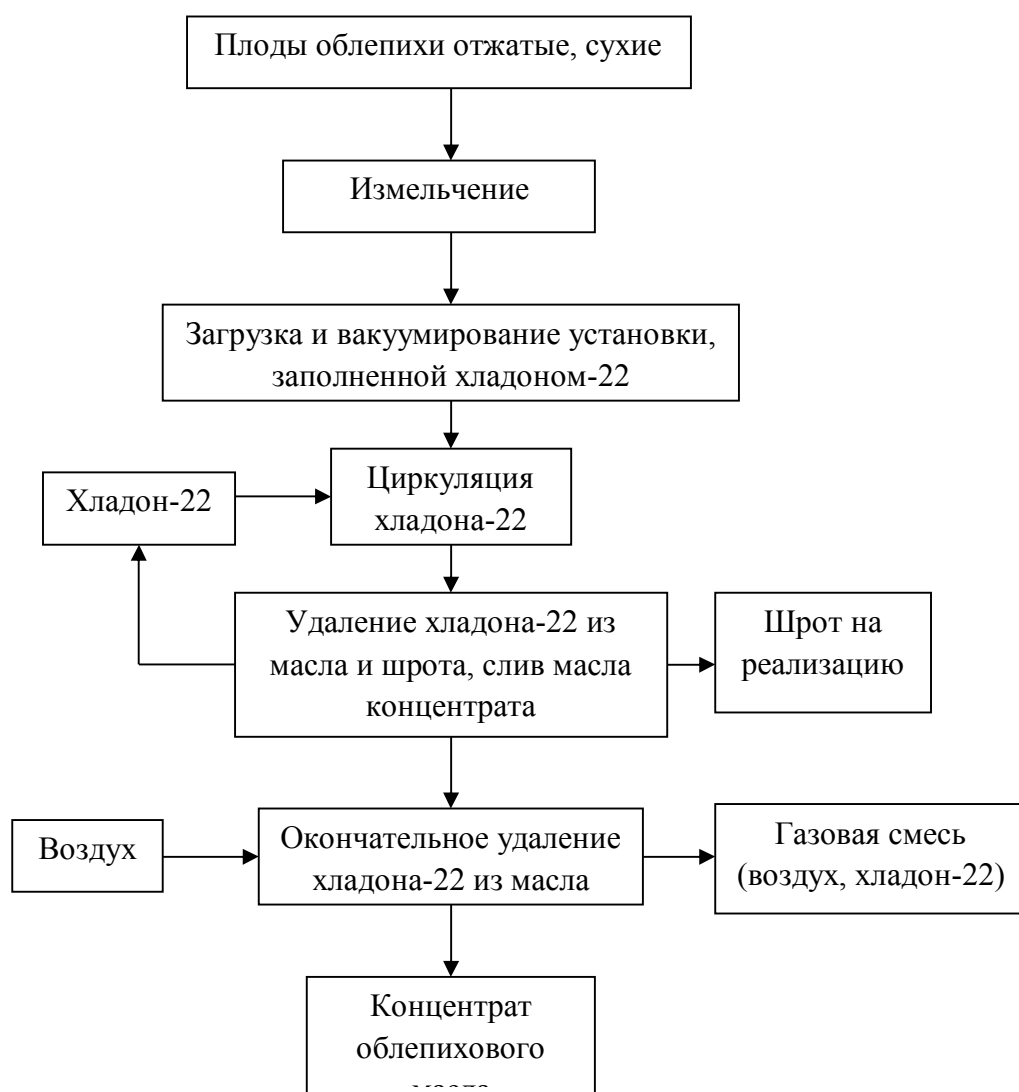 Плоды облепихи отжатые, сухие
Измельчение
Загрузка и вакуумирование установки,
заполненной хладоном-22
Хладон-22
Циркуляция
хладона-22
Удаление хладона-22 из
масла и шрота, слив масла
концентрата
Шрот на
реализацию
Воздух
Окончательное удаление
хладона-22 из масла
Газовая смесь
(воздух, хладон-22)
Концентрат
облепихового